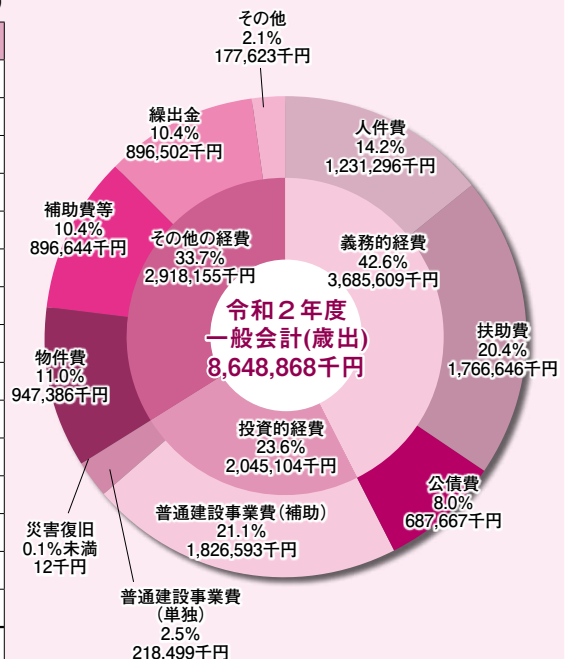 その他
2.1%
177,623千円
人件費
14.2%
1,231,296千円
繰出金
10.4%
896,502千円
補助費等
10.4%
896,644千円
その他の経費
33.7%
2,918,155千円
義務的経費
42.6%
3,685,609千円
令和2年度
一般会計(歳出)
8,648,868千円
扶助費
20.4%
1,766,646千円
物件費
11.0%
947,386千円
投資的経費
23.6%
2,045,104千円
公債費
8.0%
687,667千円
普通建設事業費(補助)
21.1%
1,826,593千円
災害復旧
0.1%未満
12千円
普通建設事業費
(単独)
2.5%
218,499千円